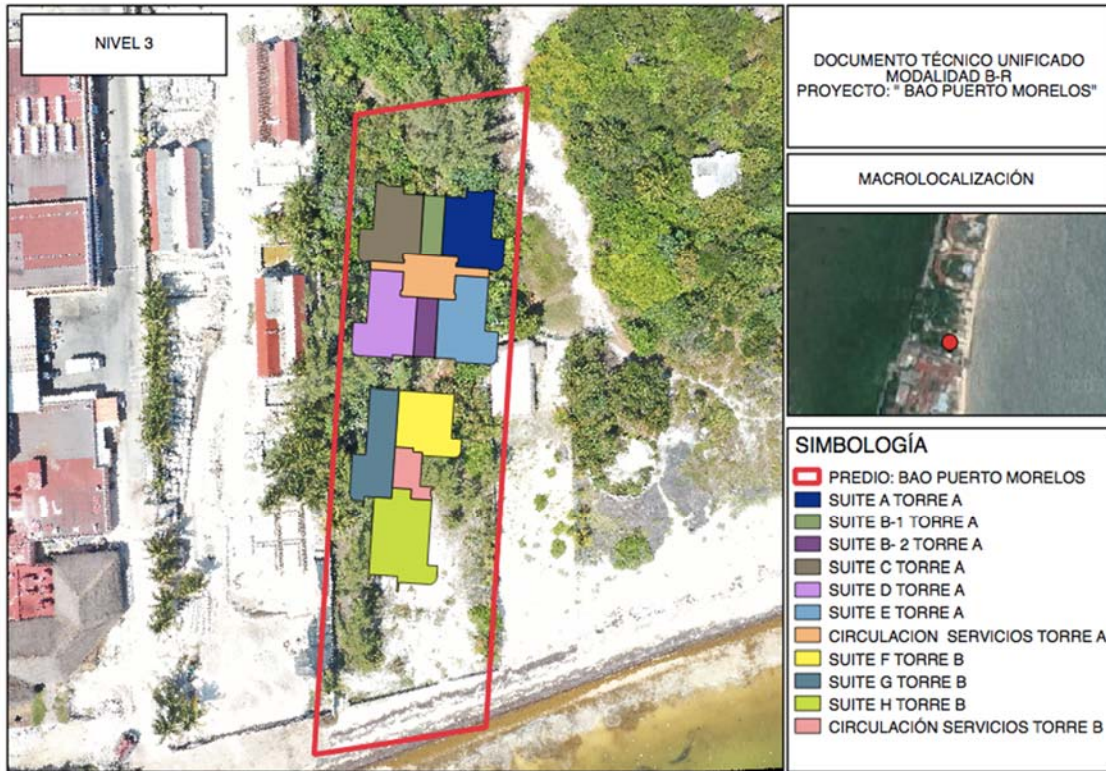 NIVEL 3
DOCUMENTO TÉCNICO UNIFICADO
MODALIDAD B-R
PROYECTO: " BAO PUERTO MORELOS"
MACROLOCALIZACIÓN
SIMBOLOGÍA
PREDIO: BAO PUERTO MORELOS
SUITE A TORRE A
SUITE B-1 TORRE A
SUITE B- 2 TORRE A
SUITE C TORRE A
SUITE D TORRE A
SUITE E TORRE A
CIRCULACION SERVICIOS TORRE A
SUITE F TORRE B
SUITE G TORRE B
SUITE H TORRE B
CIRCULACIÓN SERVICIOS TORRE B